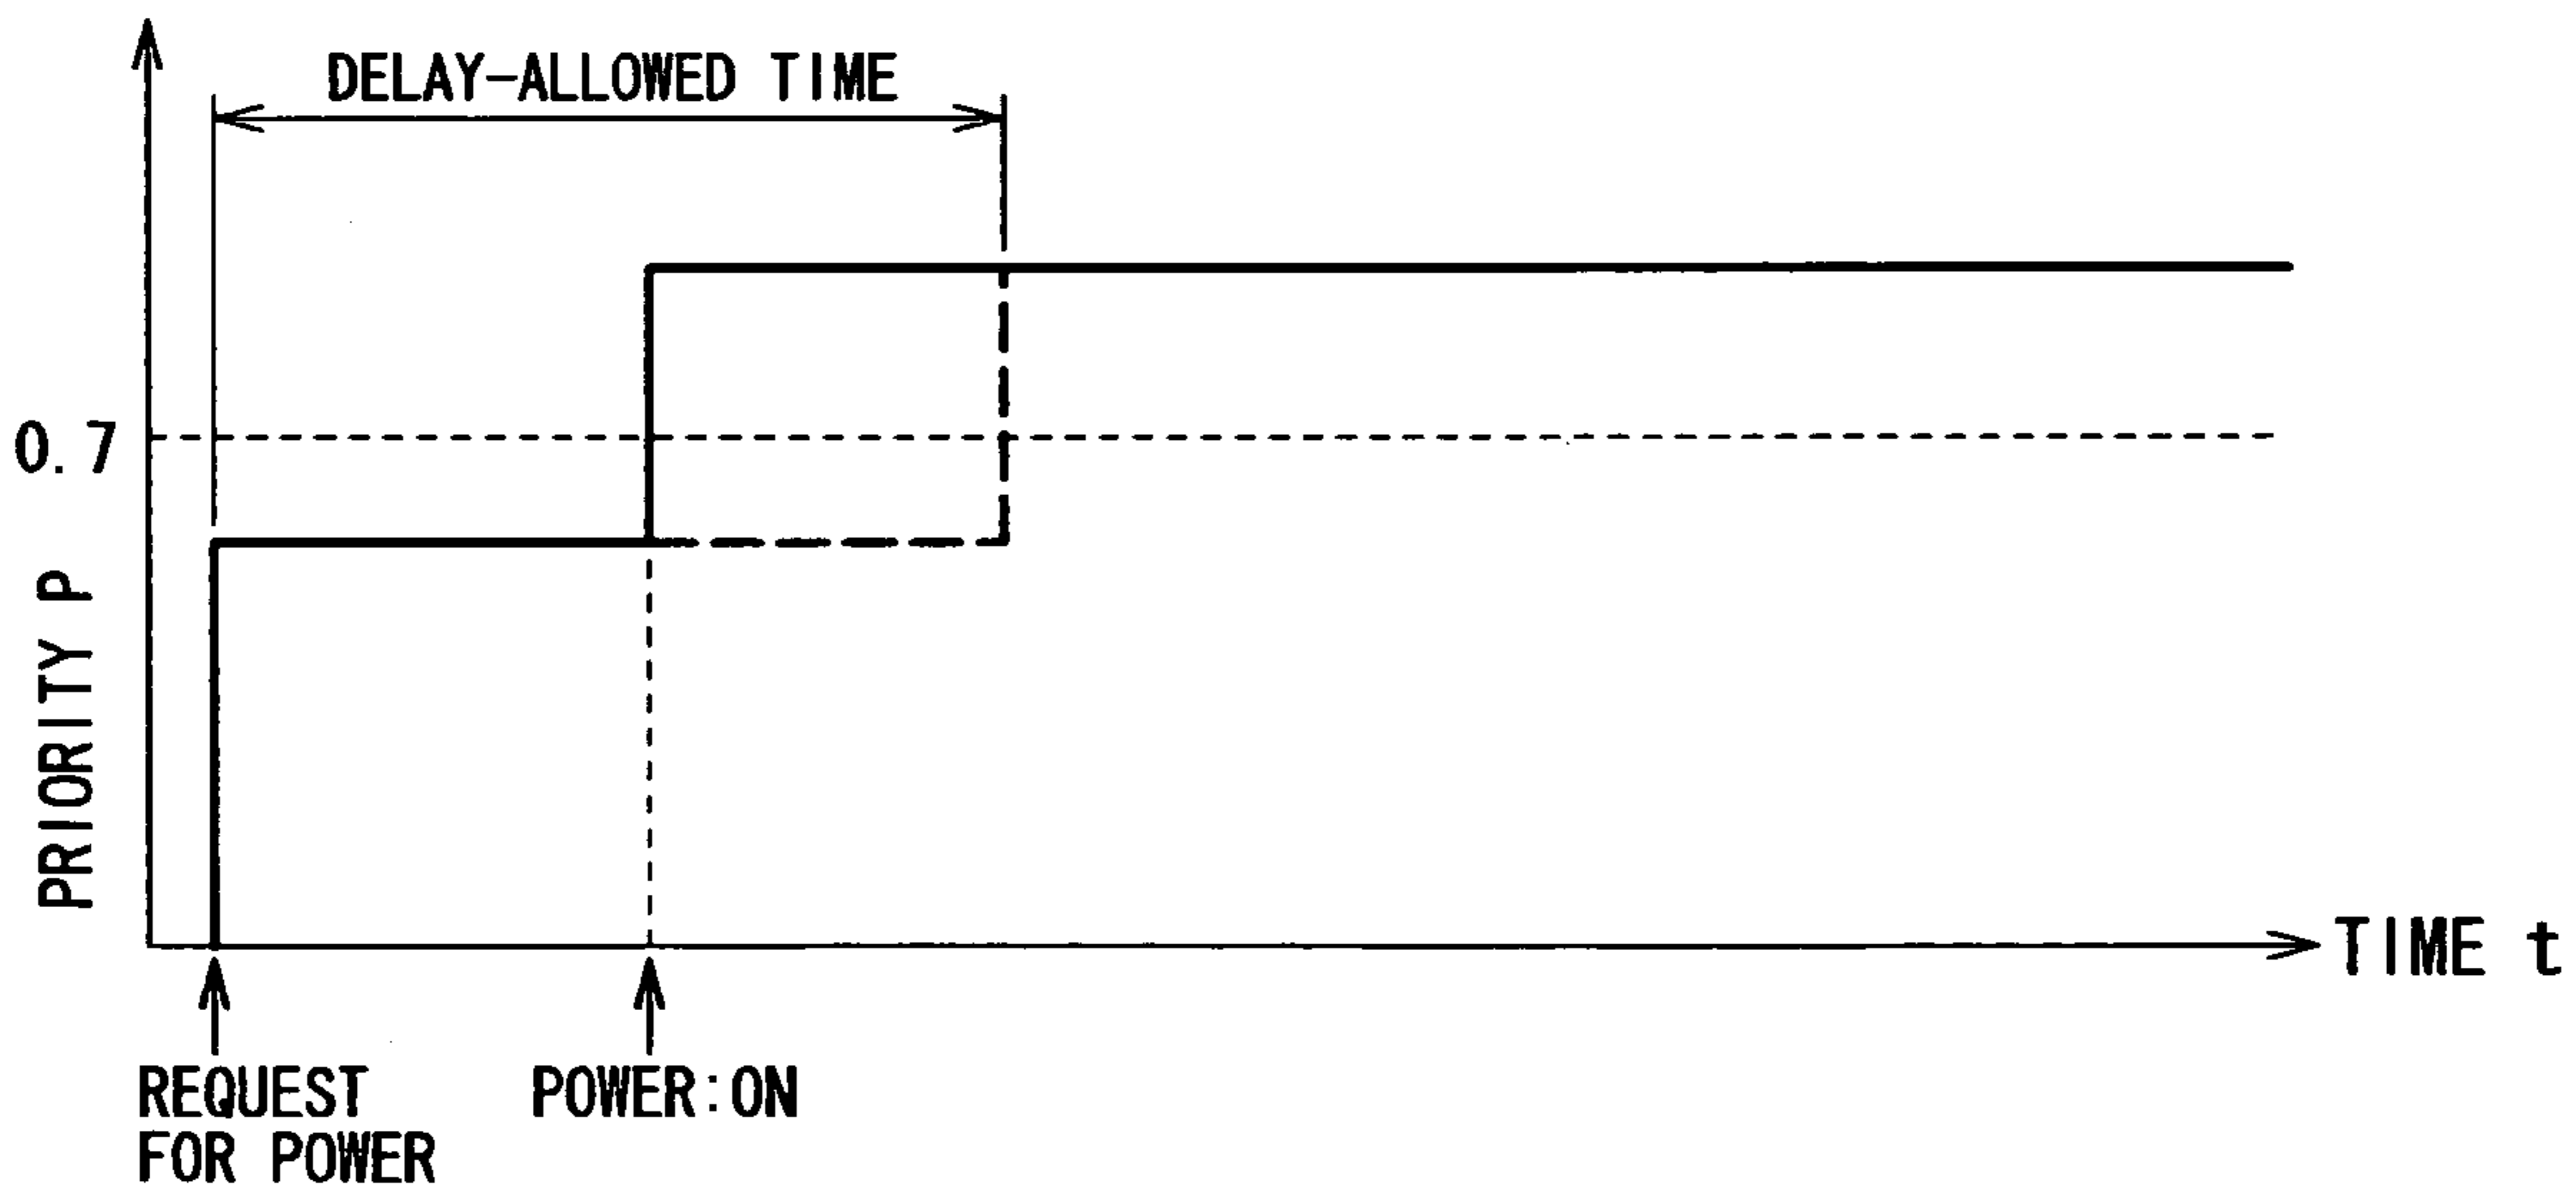 DELAY-ALLOWED TIME
0.7
PRIORITY P
TIME t
REQUEST
FOR POWER
POWER:ON